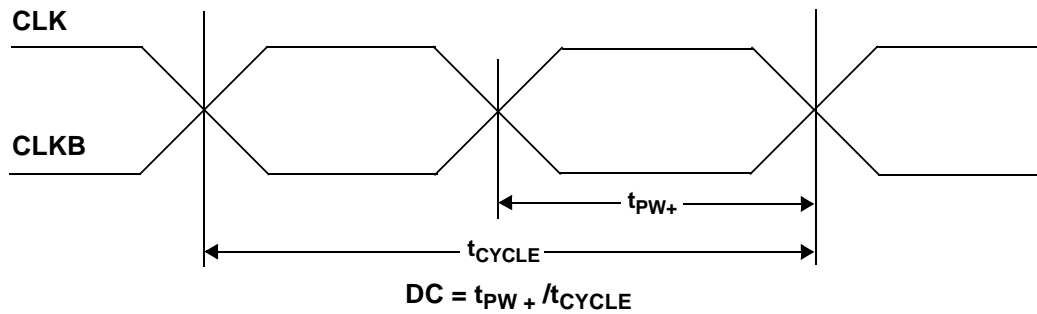 CLK
CLKB
tPW+
tCYCLE
DC = tPW + /tCYCLE